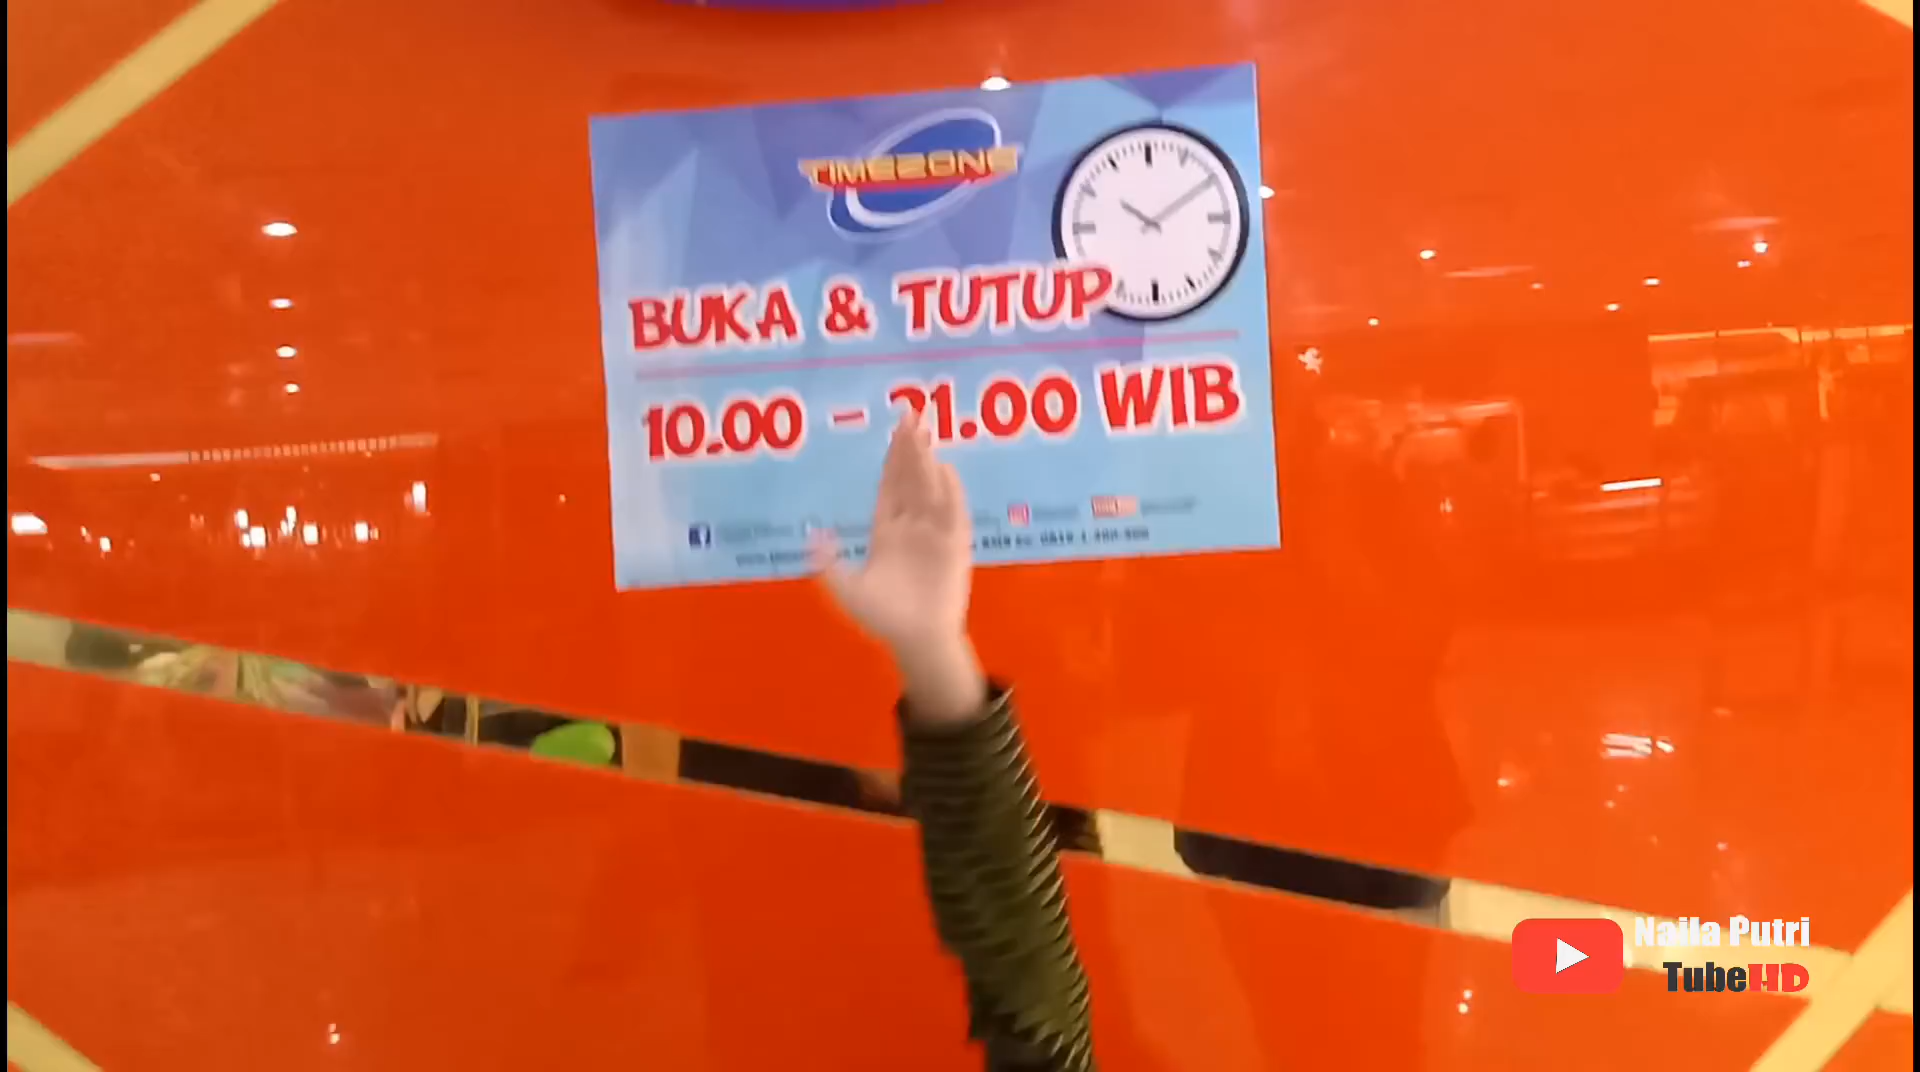 TIMEZONE
BUKA & TUTUP
10.00 - 21.00 WIB
Naila Putri
TubeHD